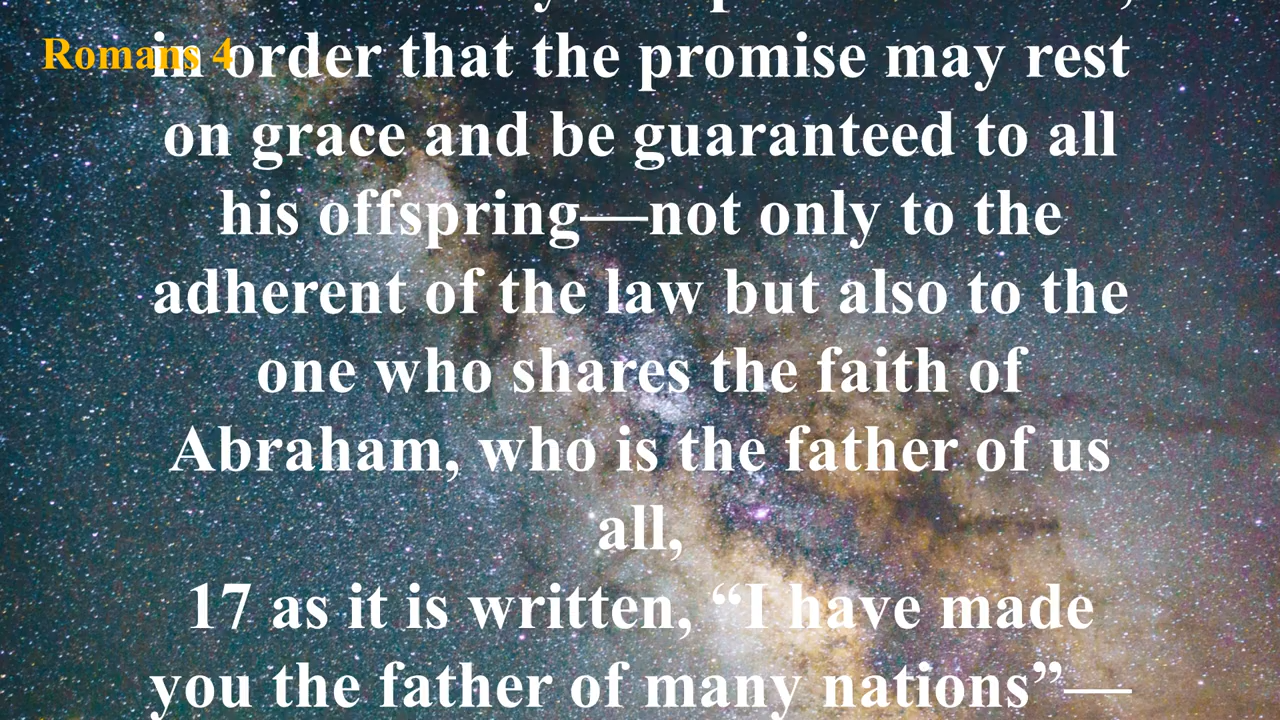 Romans 4
in order that the promise may rest
on grace and be guaranteed to all
his offspring—not only to the
adherent of the law but also to the
one who shares the faith of
Abraham, who is the father of us
all,
17 as it is written, “I have made
you the father of many nations”—